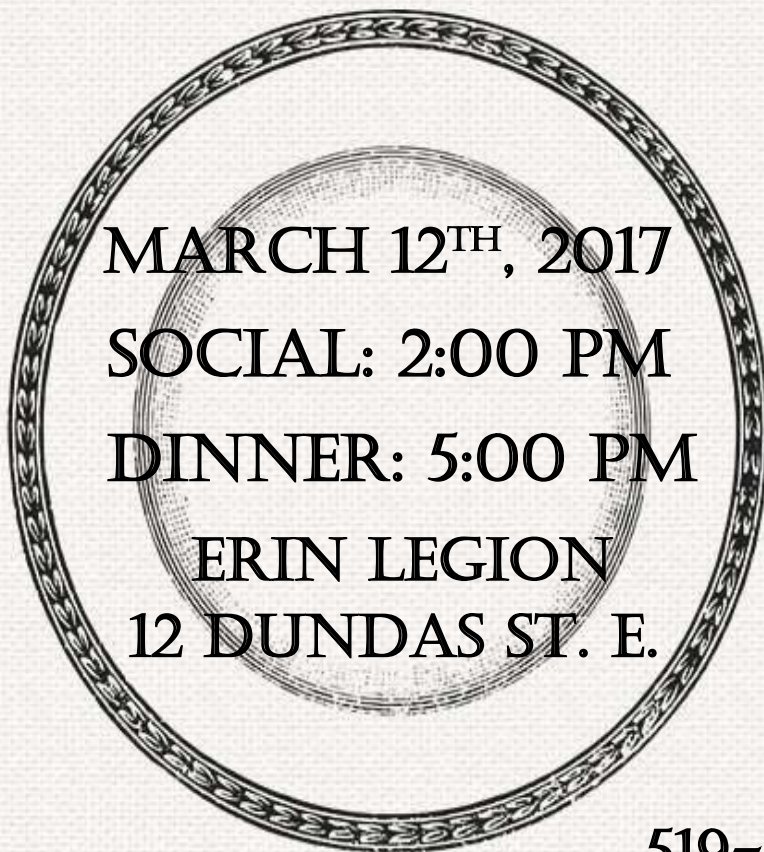 MARCH 12TH, 2017
SOCIAL: 2:00 PM
DINNER: 5:00 PM
ERIN LEGION
12 DUNDAS ST. E.
519-